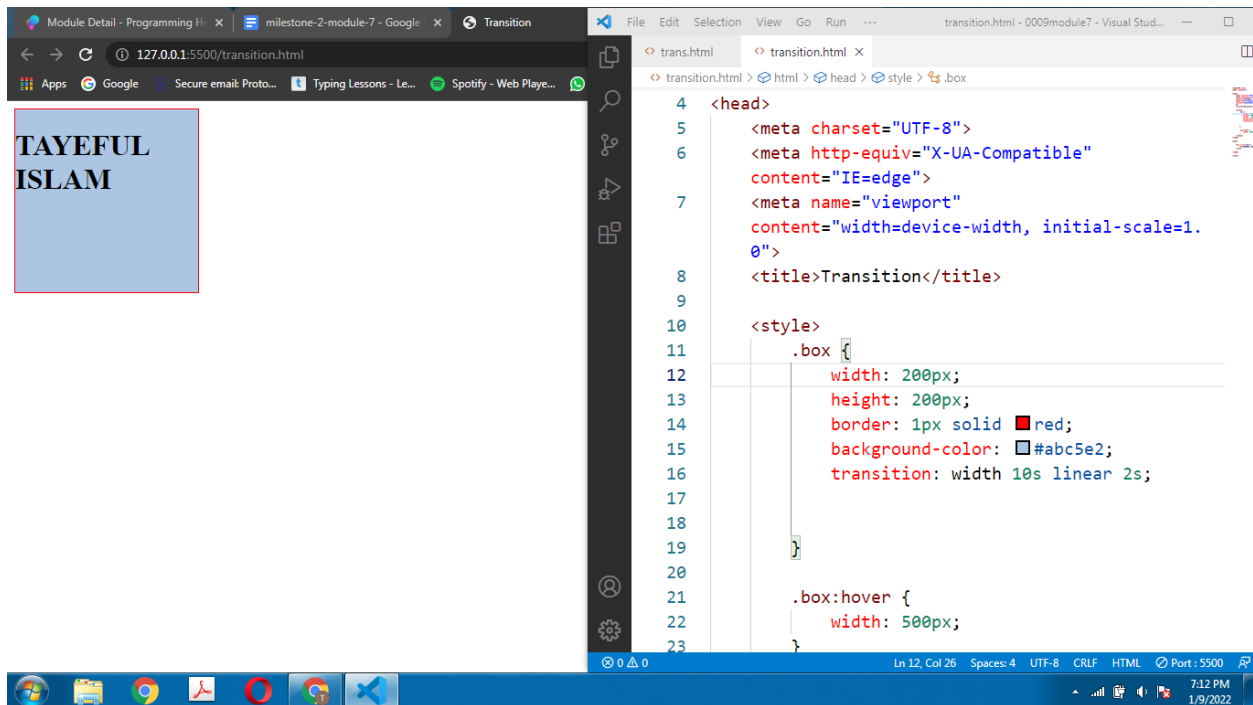 Module Detail - Programming He
milestone-2-module-7 - Google
Transition
127.0.0.1:5500/transition.html
Apps
Google
Secure email: Proto...
Typing Lessons - Le...
Spotify - Web Playe...
TAYEFUL
ISLAM
File Edit Selection View Go Run ···
transition.html - 0009module7 - Visual Stud...
trans.html
transition.html
transition.html > html > head > style > .box
4 <head>
5 <meta charset="UTF-8">
6 <meta http-equiv="X-UA-Compatible"
content="IE=edge">
7 <meta name="viewport"
content="width=device-width, initial-scale=1.
0">
8 <title>Transition</title>
9
10 <style>
11 .box {
12 width: 200px;
13 height: 200px;
14 border: 1px solid red;
15 background-color: #abc5e2;
16 transition: width 10s linear 2s;
17
18
19 }
20
21 .box:hover {
22 width: 500px;
23 }
0 0
Ln 12, Col 26 Spaces: 4 UTF-8 CRLF HTML Port : 5500
7:12 PM
1/9/2022